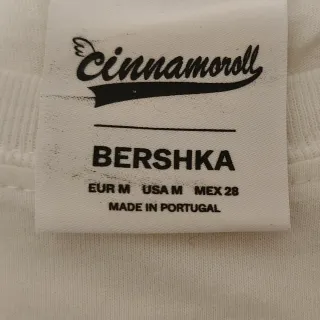 Cinnamoroll
BERSHKA
EUR M USA M MEX 28
MADE IN PORTUGAL